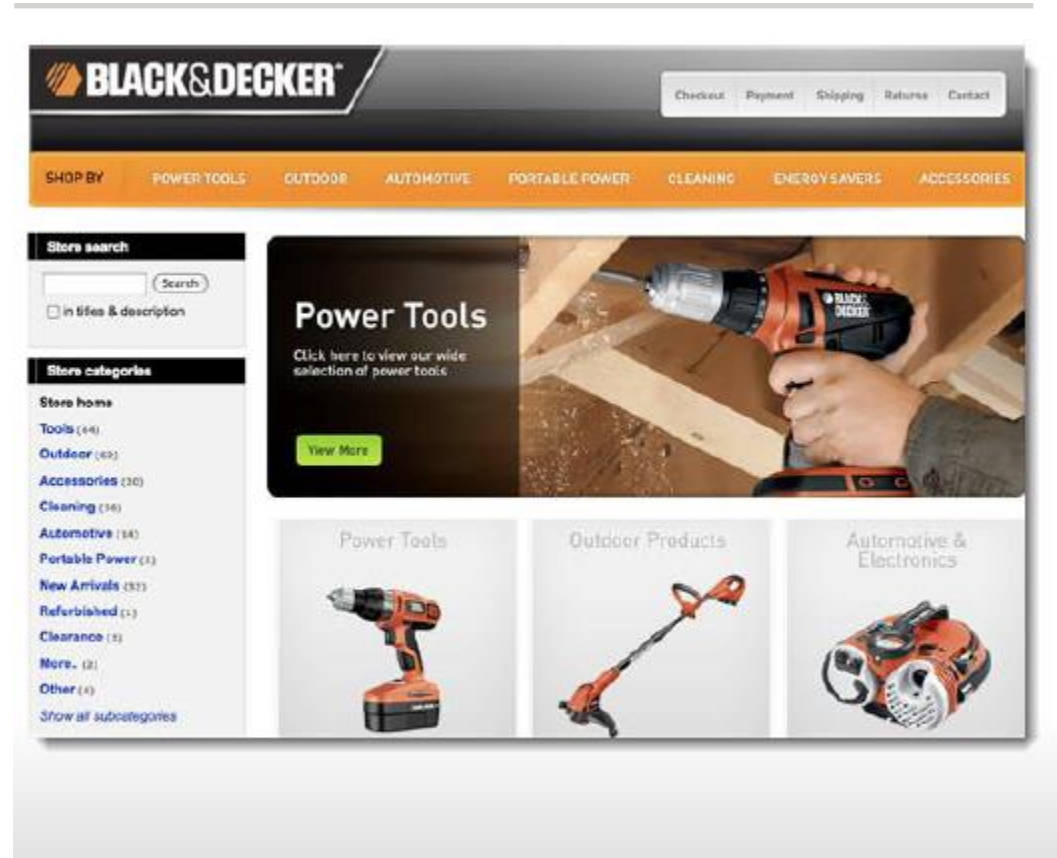 BLACK&DECKER
Checkout Payment Shipping Returns Contact
SHOP BY POWER TOOLS OUTDOOR AUTOMOTIVE PORTABLE POWER CLEANING ENERGY SAVERS ACCESSORIES
Store search
Search
in titles & description
Store categories
Store home
Tools
Outdoor
Accessories
Cleaning
Automotive
Portable Power
New Arrivals
Refurbished
Clearance
More..
Other
Show all subcategories
Power Tools
Click here to view our wide
selection of power tools
View More
BLACK&
DECKER
Power Tools
Outdoor Products
Automotive &
Electronics